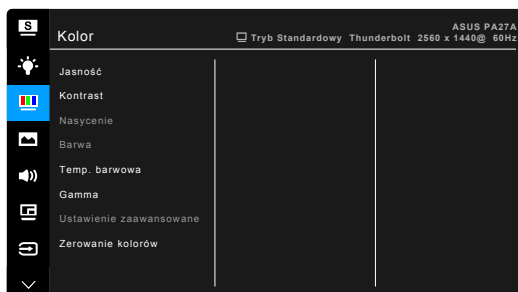 S
ASUS PA27A
Kolor
Tryb Standardowy Thunderbolt 2560 x 1440@ 60Hz
Jasność
Kontrast
Nasycenie
Barwa
Temp. barwowa
Gamma
Ustawienie zaawansowane
Zerowanie kolorów